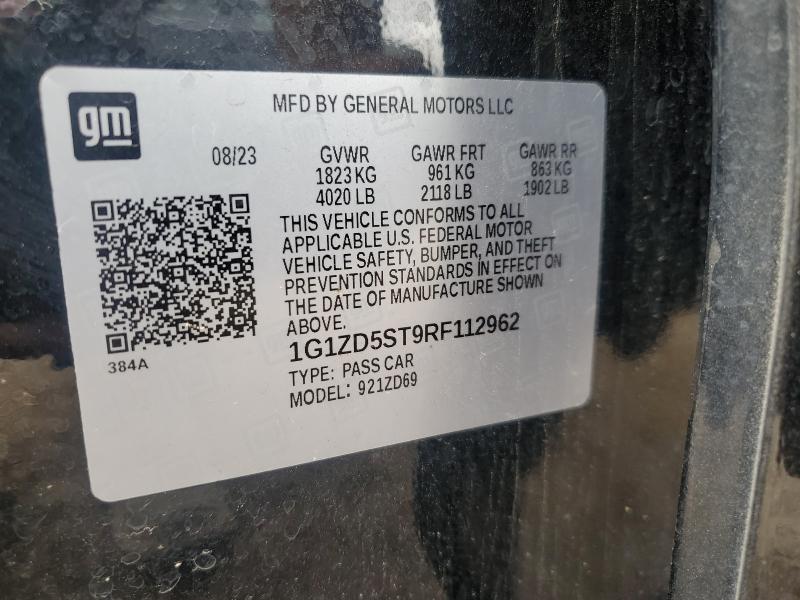 gm
MFD BY GENERAL MOTORS LLC
08/23 GVWR GAWR FRT GAWR RR
1823 KG 961 KG 863 KG
4020 LB 2118 LB 1902 LB
THIS VEHICLE CONFORMS TO ALL
APPLICABLE U.S. FEDERAL MOTOR
VEHICLE SAFETY, BUMPER, AND THEFT
PREVENTION STANDARDS IN EFFECT ON
THE DATE OF MANUFACTURE SHOWN
ABOVE.
1G1ZD5ST9RF112962
384A
TYPE: PASS CAR
MODEL: 921ZD69